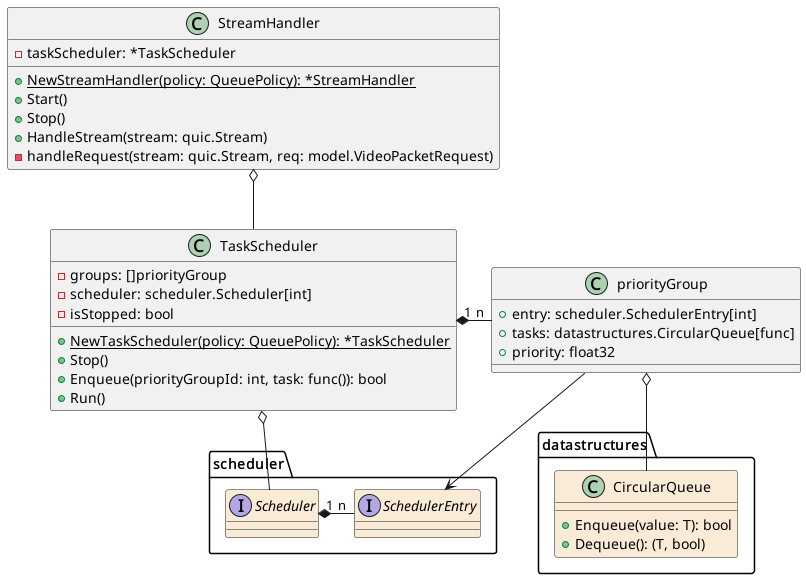 C StreamHandler
taskScheduler: *TaskScheduler
NewStreamHandler(policy: QueuePolicy): *StreamHandler
Start()
Stop()
HandleStream(stream: quic.Stream)
handleRequest(stream: quic.Stream, req: model.VideoPacketRequest)
C TaskScheduler
groups: []priorityGroup
scheduler: scheduler.Scheduler[int]
isStopped: bool
NewTaskScheduler(policy: QueuePolicy): *TaskScheduler
Stop()
Enqueue(priorityGroupId: int, task: func()): bool
Run()
1 n
C priorityGroup
entry: scheduler.SchedulerEntry[int]
tasks: datastructures.CircularQueue[func]
priority: float32
scheduler
I Scheduler
1 n
I SchedulerEntry
datastructures
C CircularQueue
Enqueue(value: T): bool
Dequeue(): (T, bool)